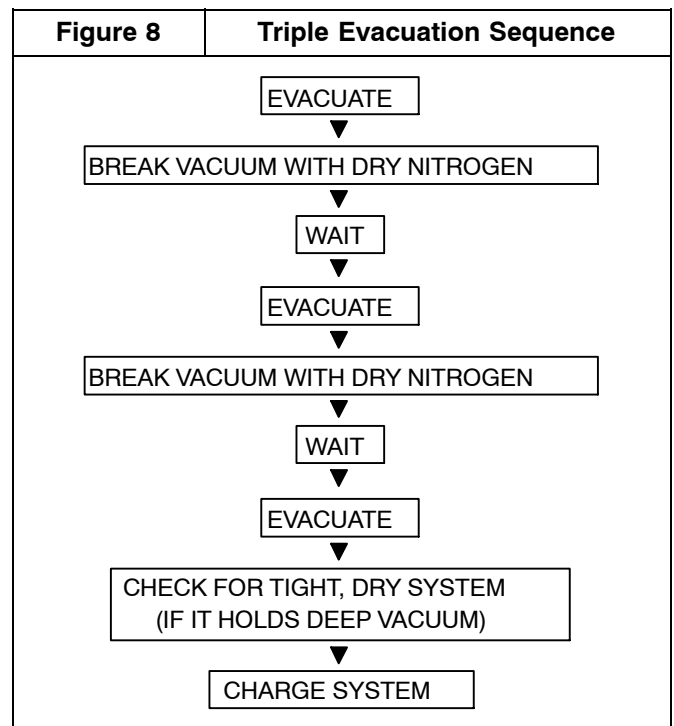 Figure 8 Triple Evacuation Sequence
EVACUATE
BREAK VACUUM WITH DRY NITROGEN
WAIT
EVACUATE
BREAK VACUUM WITH DRY NITROGEN
WAIT
EVACUATE
CHECK FOR TIGHT, DRY SYSTEM
(IF IT HOLDS DEEP VACUUM)
CHARGE SYSTEM